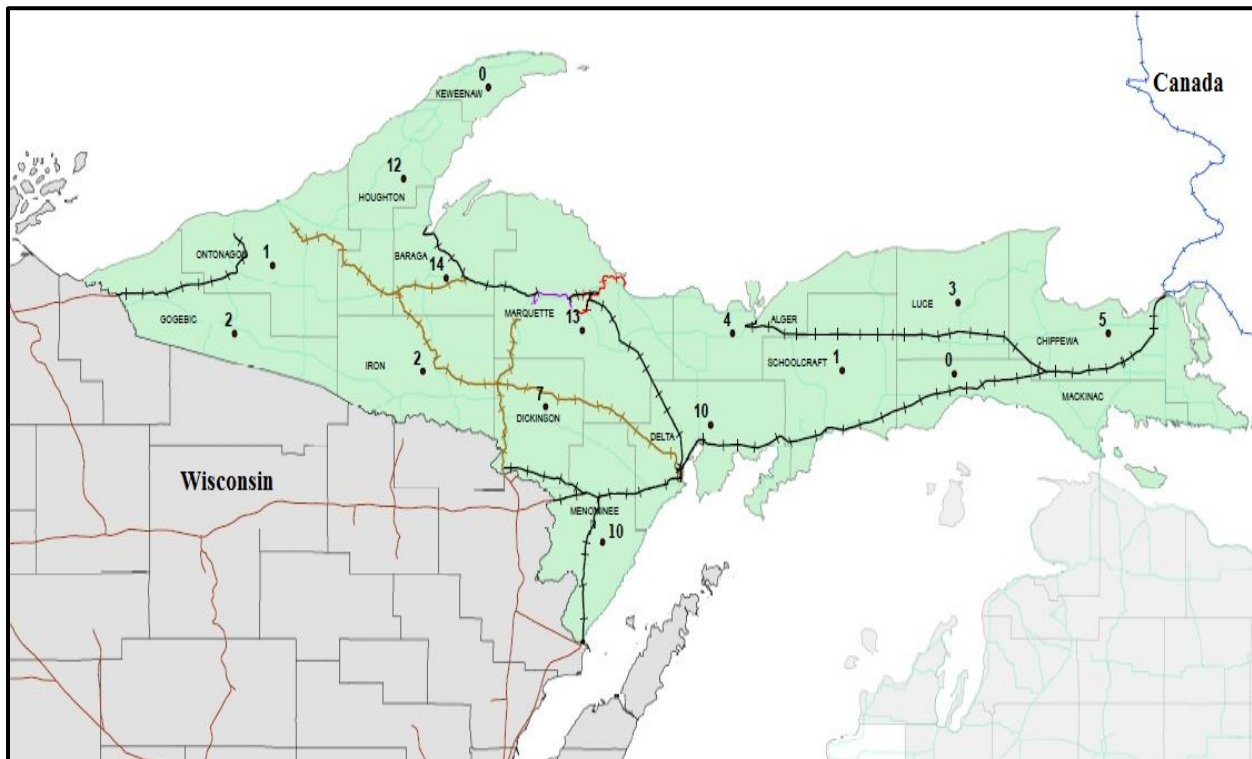 0
Canada
KEWEENAW
12
HOUGHTON
ONTONAGON
1
BARAGA
14
MARQUETTE
13
GOGEBIC
2
IRON
2
7
DICKINSON
4
ALGER
LUCE
3
CHIPPEWA
5
SCHOOLCRAFT
1
0
MACKINAC
DELTA
10
Wisconsin
MENOMINEE
10